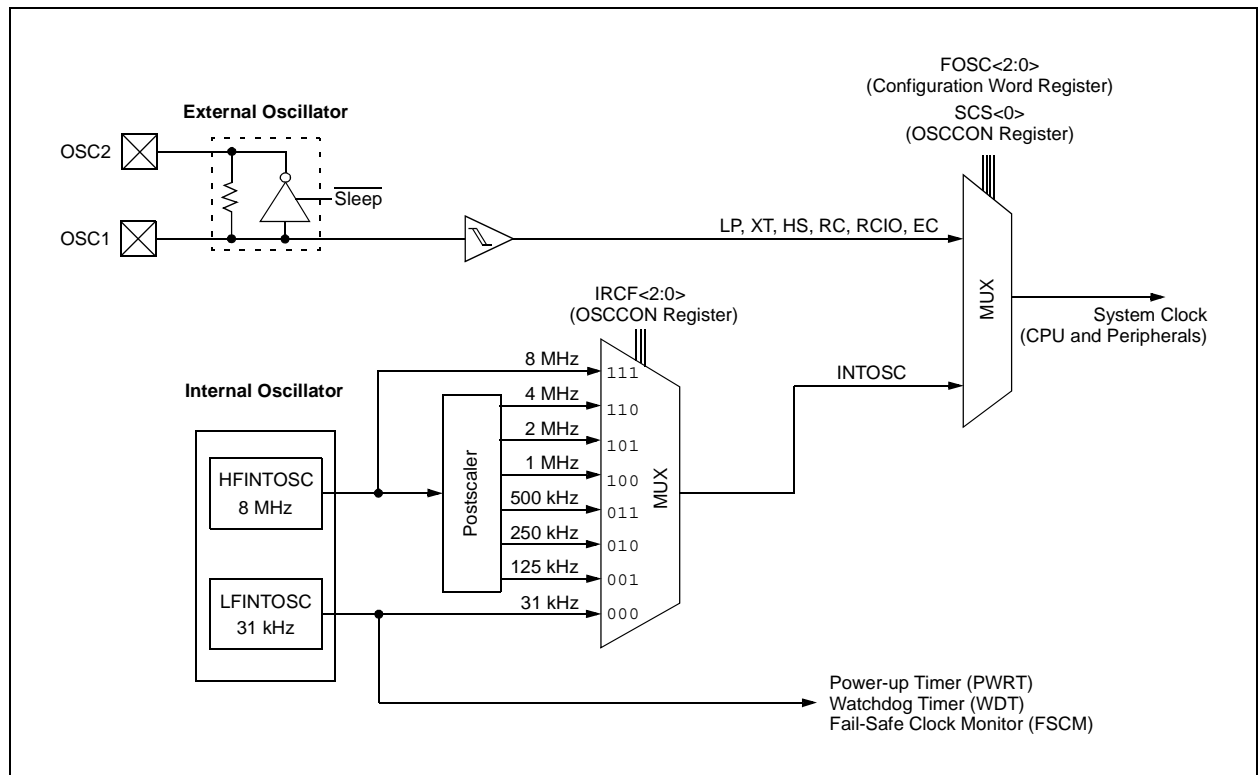 FOSC<2:0>
(Configuration Word Register)
SCS<0>
(OSCCON Register)
External Oscillator
OSC2
Sleep
OSC1
LP, XT, HS, RC, RCIO, EC
MUX
System Clock
(CPU and Peripherals)
IRCF<2:0>
(OSCCON Register)
INTOSC
Internal Oscillator
HFINTOSC
8 MHz
LFINTOSC
31 kHz
Postscaler
8 MHz
4 MHz
2 MHz
1 MHz
500 kHz
250 kHz
125 kHz
31 kHz
111
110
101
100
011
010
001
000
MUX
Power-up Timer (PWRT)
Watchdog Timer (WDT)
Fail-Safe Clock Monitor (FSCM)